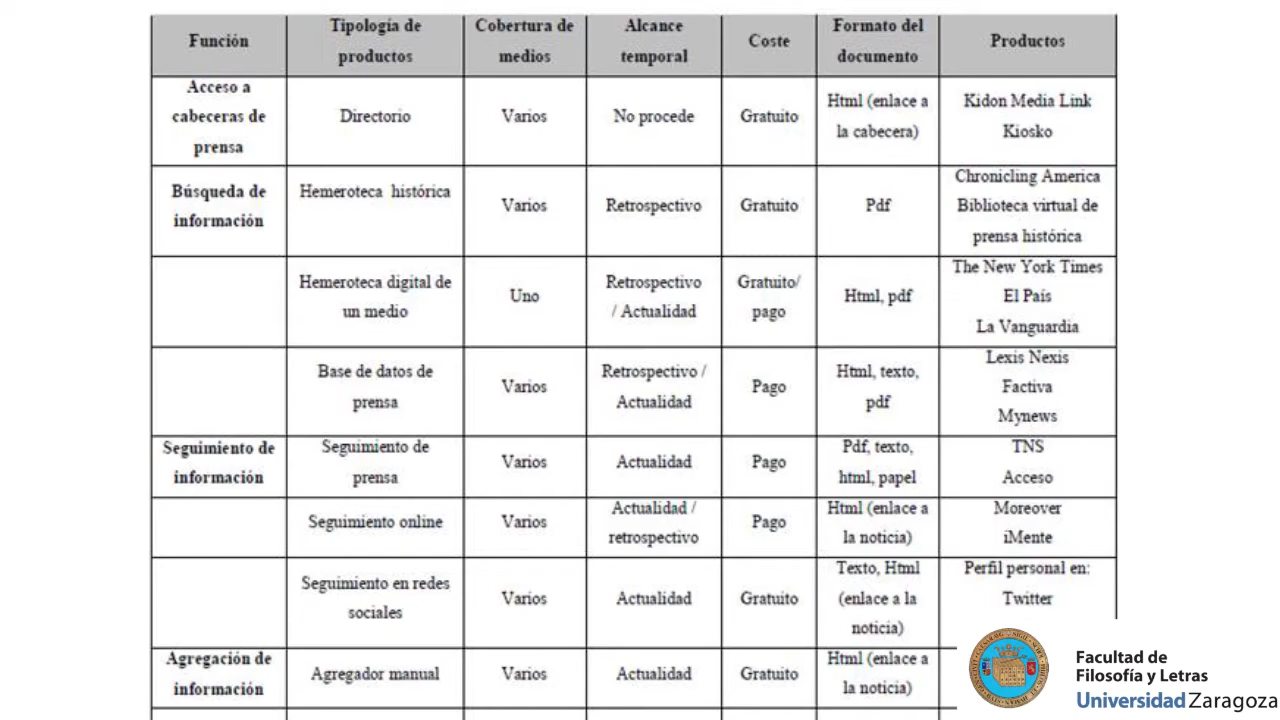 Función
Tipología de
productos
Cobertura de
medios
Alcance
temporal
Coste
Formato del
documento
Productos
Acceso a
cabeceras de
prensa
Directorio
Varios
No procede
Gratuito
Html (enlace a
la cabecera)
Kidon Media Link
Kiosko
Búsqueda de
información
Hemeroteca histórica
Varios
Retrospectivo
Gratuito
Pdf
Chronicling America
Biblioteca virtual de
prensa histórica
Hemeroteca digital de
un medio
Uno
Retrospectivo
/ Actualidad
Gratuito/
pago
Html, pdf
The New York Times
El País
La Vanguardia
Base de datos de
prensa
Varios
Retrospectivo /
Actualidad
Pago
Html, texto,
pdf
Lexis Nexis
Factiva
Mynews
Seguimiento de
información
Seguimiento de
prensa
Varios
Actualidad
Pago
Pdf, texto,
html, papel
TNS
Acceso
Seguimiento online
Varios
Actualidad /
retrospectivo
Pago
Html (enlace a
la noticia)
Moreover
iMente
Seguimiento en redes
sociales
Varios
Actualidad
Gratuito
Texto, Html
(enlace a la
noticia)
Perfil personal en:
Twitter
Agregación de
información
Agregador manual
Varios
Actualidad
Gratuito
Html (enlace a
la noticia)
Facultad de
Filosofía y Letras
Universidad Zaragoza